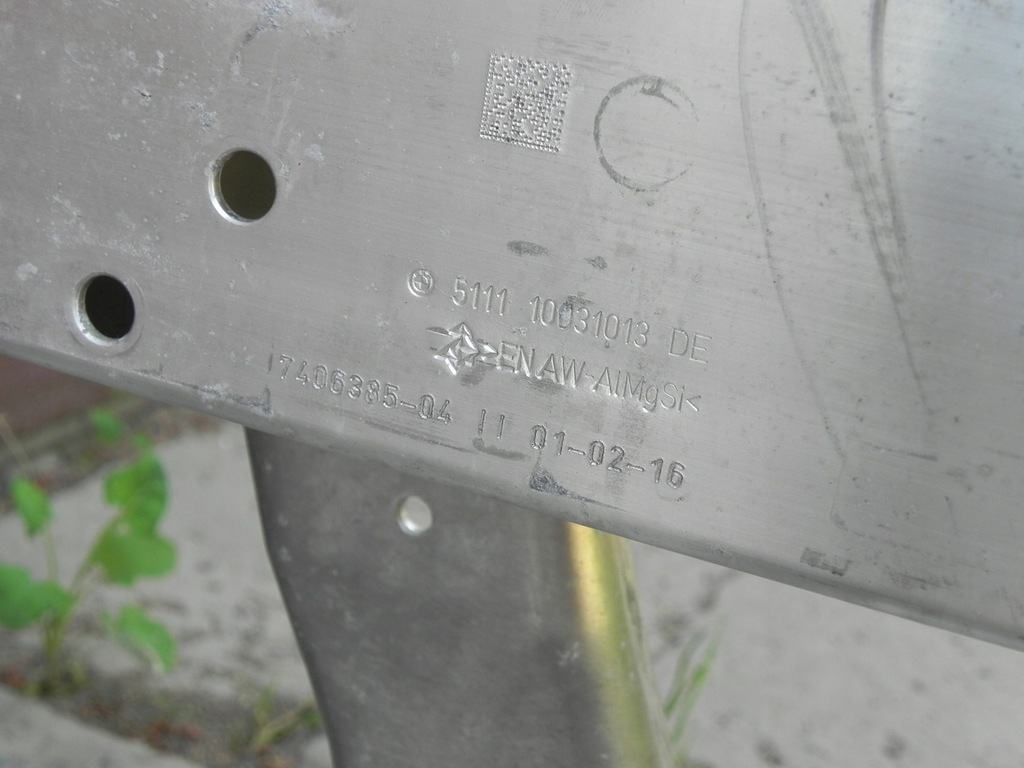 5111 10031013 DE
>EN AW-AlMgSi<
7406385-04 11 01-02-16